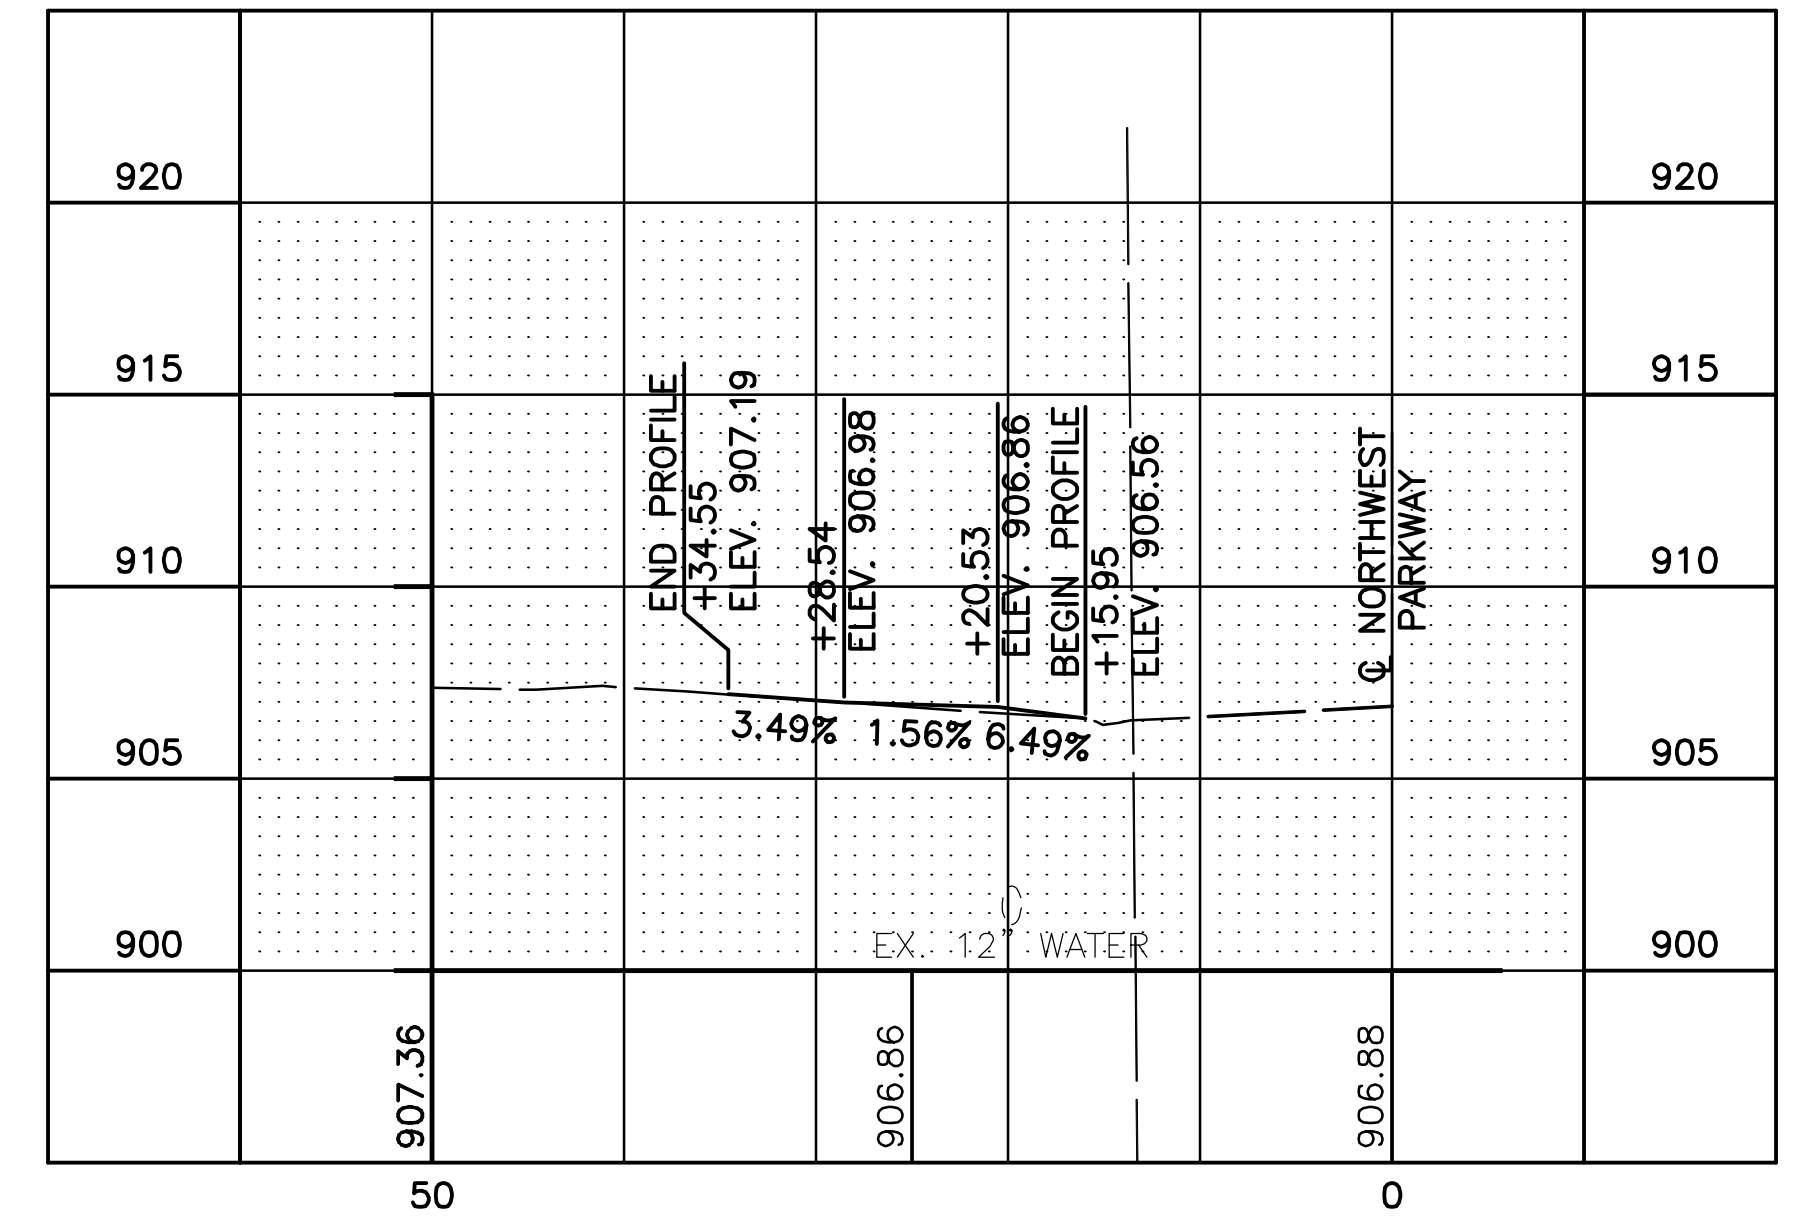 920
920
915
915
910
910
905
905
900
900
END PROFILE
+34.55
ELEV. 907.19
+28.54
ELEV. 906.98
+20.53
ELEV. 906.86
BEGIN PROFILE
+15.95
ELEV. 906.56
℄ NORTHWEST
PARKWAY
3.49%
1.56%
6.49%
EX. 12" WATER
907.36
906.86
906.88
50
0